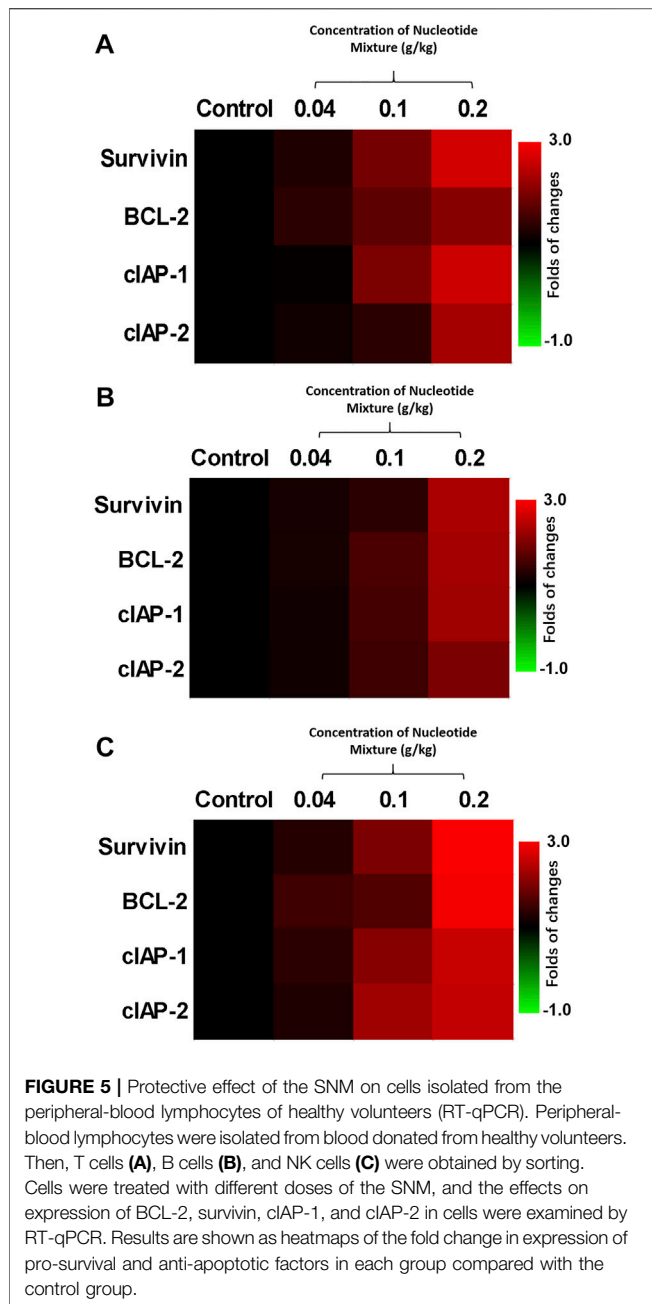 A
Concentration of Nucleotide
Mixture (g/kg)
Control 0.04 0.1 0.2
Survivin
BCL-2
cIAP-1
cIAP-2
3.0
Folds of changes
-1.0
B
Concentration of Nucleotide
Mixture (g/kg)
Control 0.04 0.1 0.2
Survivin
BCL-2
cIAP-1
cIAP-2
3.0
Folds of changes
-1.0
C
Concentration of Nucleotide
Mixture (g/kg)
Control 0.04 0.1 0.2
Survivin
BCL-2
cIAP-1
cIAP-2
3.0
Folds of changes
-1.0
FIGURE 5 | Protective effect of the SNM on cells isolated from the
peripheral-blood lymphocytes of healthy volunteers (RT-qPCR). Peripheral-
blood lymphocytes were isolated from blood donated from healthy volunteers.
Then, T cells (A), B cells (B), and NK cells (C) were obtained by sorting.
Cells were treated with different doses of the SNM, and the effects on
expression of BCL-2, survivin, cIAP-1, and cIAP-2 in cells were examined by
RT-qPCR. Results are shown as heatmaps of the fold change in expression of
pro-survival and anti-apoptotic factors in each group compared with the
control group.